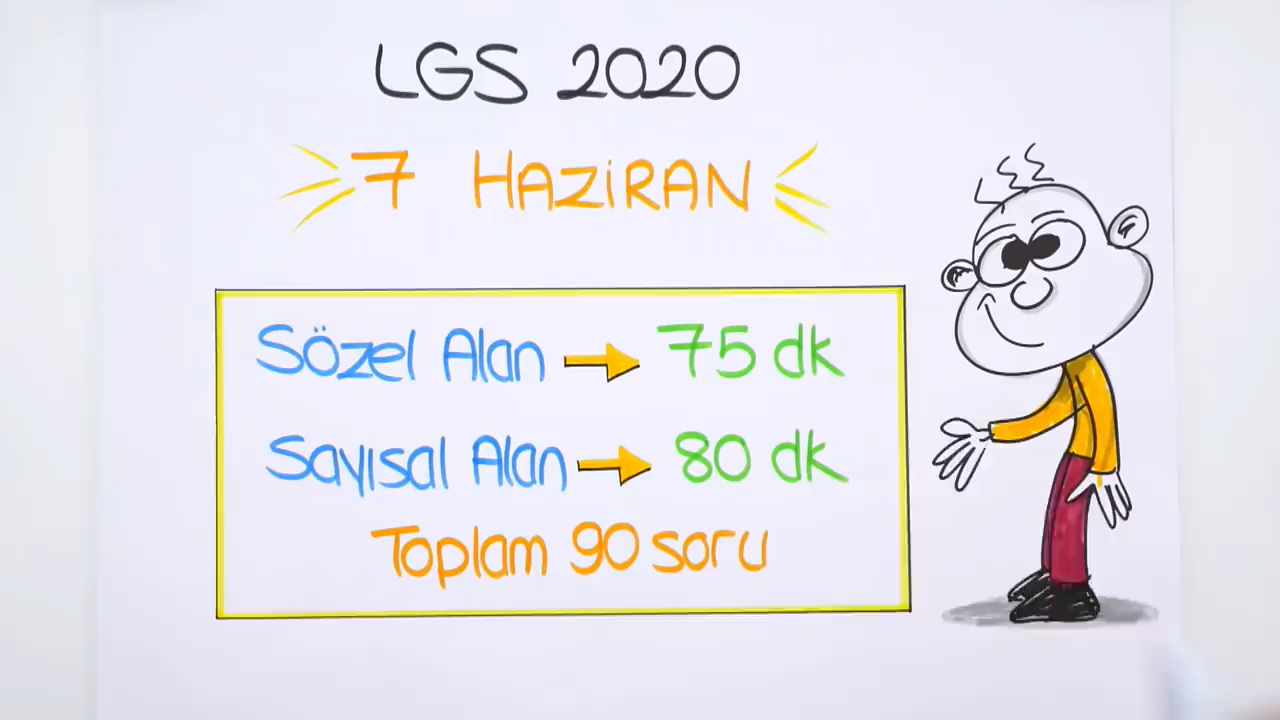 LGS 2020
7 HAZİRAN
Sözel Alan → 75 dk
Sayısal Alan → 80 dk
Toplam 90 soru